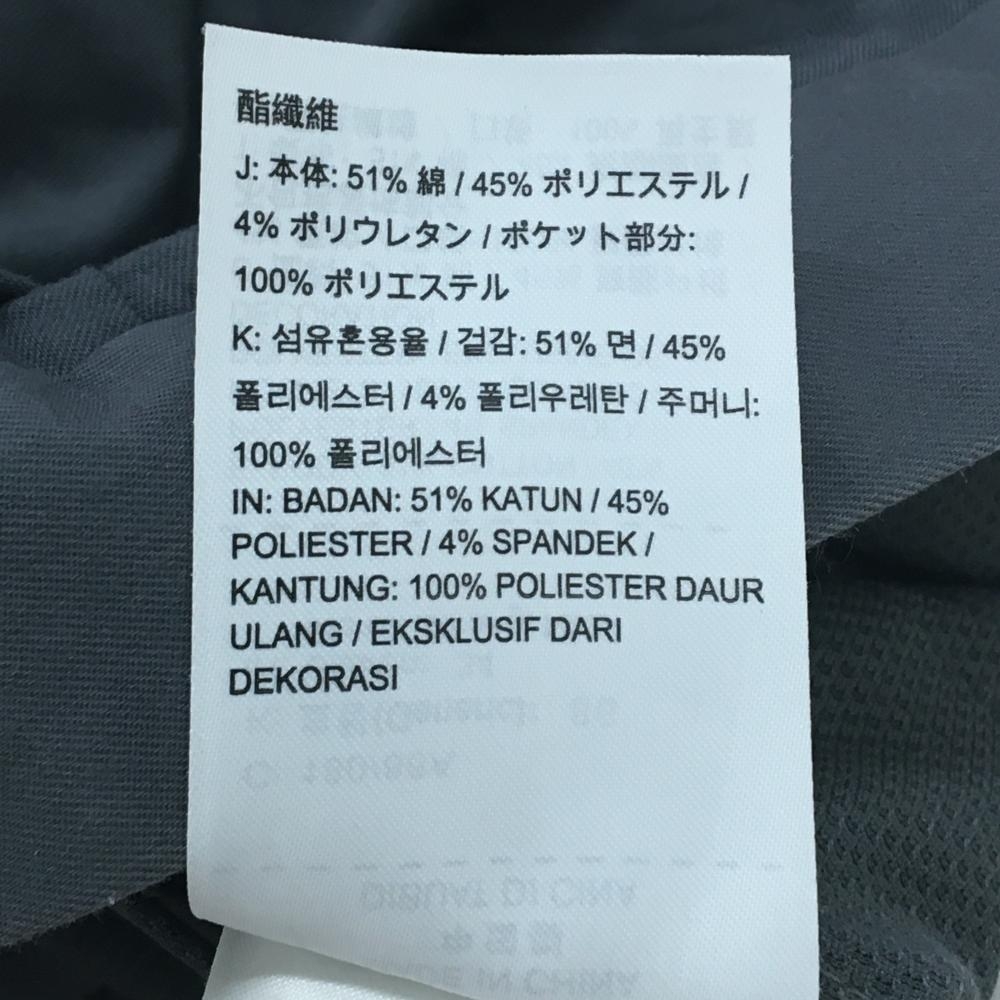 酯纖維
J: 本体: 51% 綿 / 45% ポリエステル /
4% ポリウレタン / ポケット部分:
100% ポリエステル
K: 섬유혼용율 / 겉감: 51% 면 / 45%
폴리에스터 / 4% 폴리우레탄 / 주머니:
100% 폴리에스터
IN: BADAN: 51% KATUN / 45%
POLIESTER / 4% SPANDEK /
KANTUNG: 100% POLIESTER DAUR
ULANG / EKSKLUSIF DARI
DEKORASI